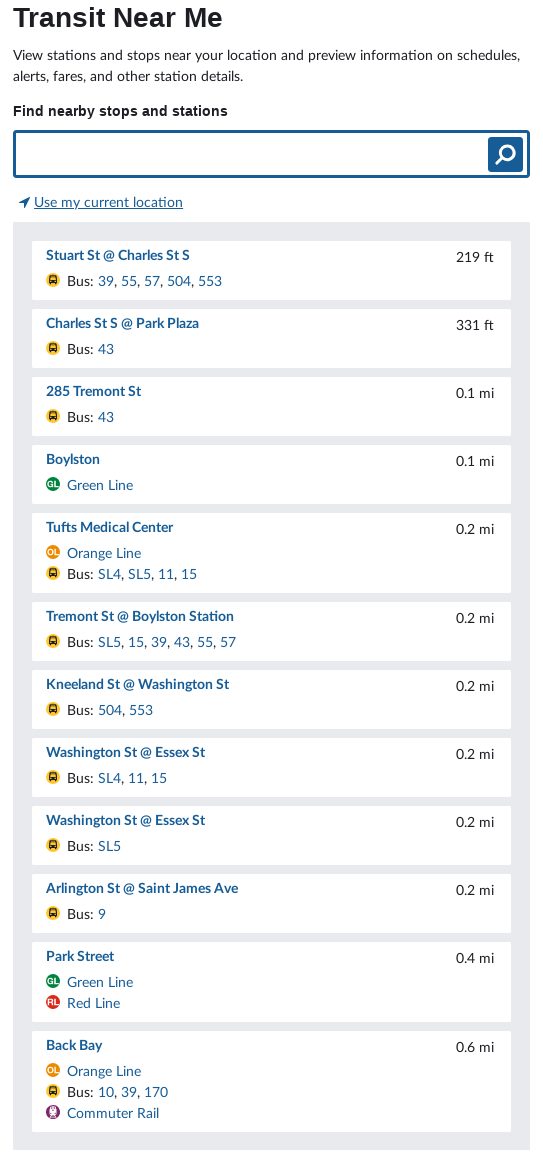 Transit Near Me
View stations and stops near your location and preview information on schedules,
alerts, fares, and other station details.
Find nearby stops and stations
Use my current location
Stuart St @ Charles St S 219 ft
Bus: 39, 55, 57, 504, 553
Charles St S @ Park Plaza 331 ft
Bus: 43
285 Tremont St 0.1 mi
Bus: 43
Boylston 0.1 mi
GL Green Line
Tufts Medical Center 0.2 mi
OL Orange Line
Bus: SL4, SL5, 11, 15
Tremont St @ Boylston Station 0.2 mi
Bus: SL5, 15, 39, 43, 55, 57
Kneeland St @ Washington St 0.2 mi
Bus: 504, 553
Washington St @ Essex St 0.2 mi
Bus: SL4, 11, 15
Washington St @ Essex St 0.2 mi
Bus: SL5
Arlington St @ Saint James Ave 0.2 mi
Bus: 9
Park Street 0.4 mi
GL Green Line
RL Red Line
Back Bay 0.6 mi
OL Orange Line
Bus: 10, 39, 170
Commuter Rail